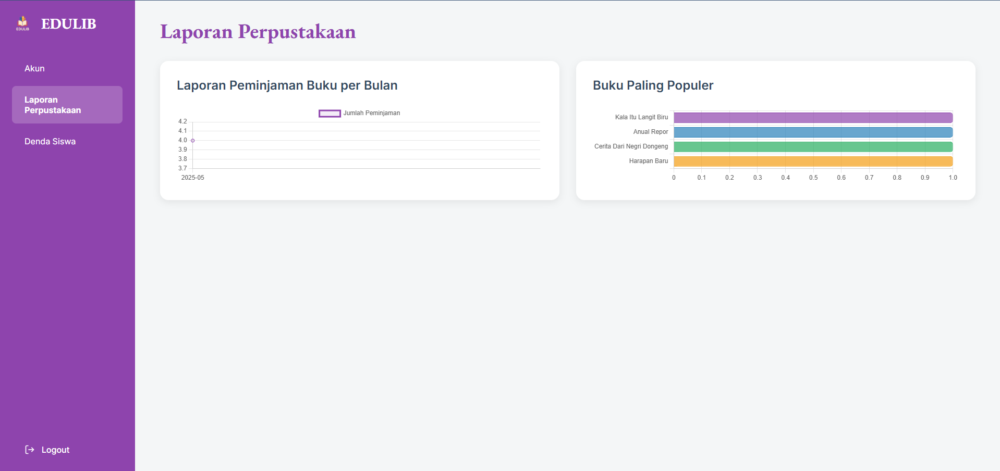 EDULIB
EDULIB
Akun
Laporan
Perpustakaan
Denda Siswa
Logout
Laporan Perpustakaan
Laporan Peminjaman Buku per Bulan
Jumlah Peminjaman
4.2
4.1
4.0
3.9
3.8
3.7
2025-05
Buku Paling Populer
Kala Itu Langit Biru
Anual Repor
Cerita Dari Negri Dongeng
Harapan Baru
0 0.1 0.2 0.3 0.4 0.5 0.6 0.7 0.8 0.9 1.0